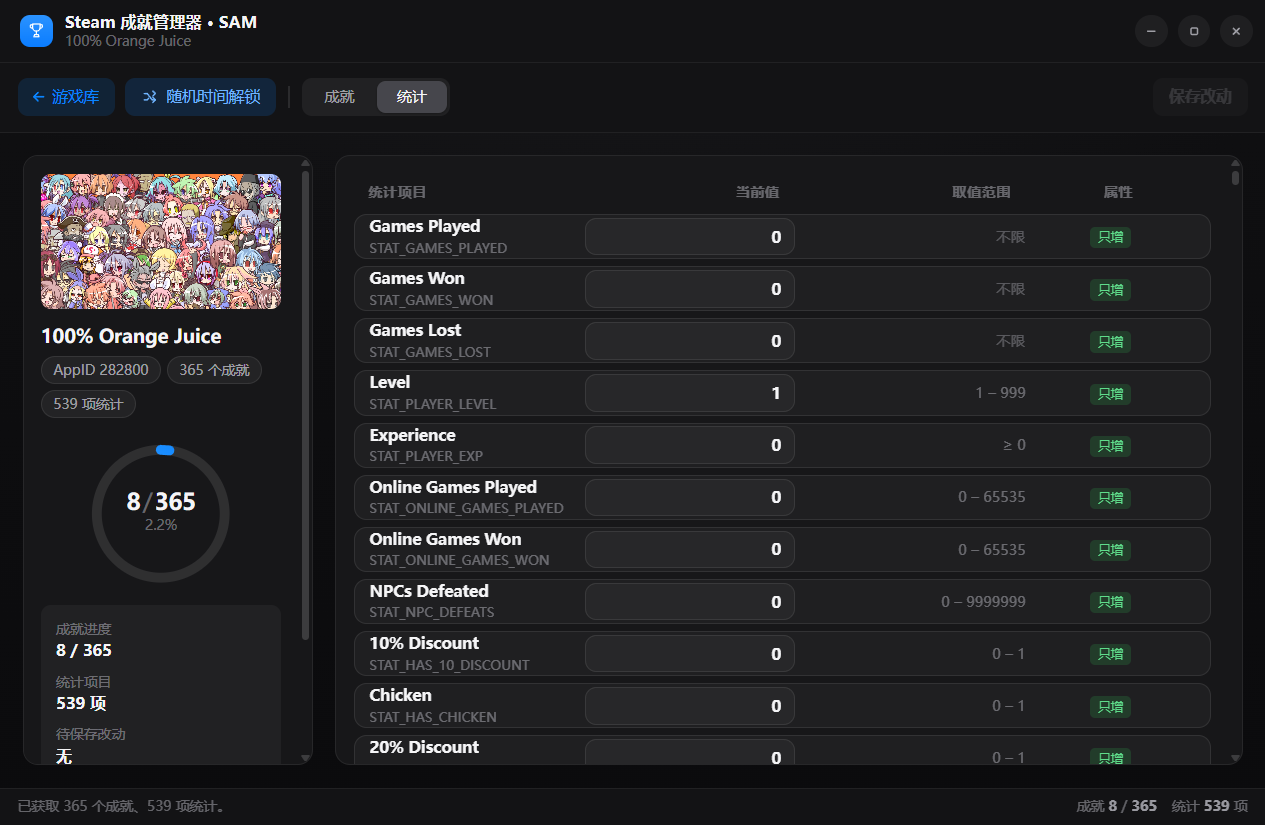 Steam 成就管理器 • SAM
100% Orange Juice
← 游戏库 随机时间解锁 成就 统计 保存改动
100% Orange Juice
AppID 282800 365 个成就
539 项统计
8/365
2.2%
成就进度
8 / 365
统计项目
539 项
待保存改动
无
统计项目 当前值 取值范围 属性
Games Played
STAT_GAMES_PLAYED 0 不限 只增
Games Won
STAT_GAMES_WON 0 不限 只增
Games Lost
STAT_GAMES_LOST 0 不限 只增
Level
STAT_PLAYER_LEVEL 1 1 – 999 只增
Experience
STAT_PLAYER_EXP 0 ≥ 0 只增
Online Games Played
STAT_ONLINE_GAMES_PLAYED 0 0 – 65535 只增
Online Games Won
STAT_ONLINE_GAMES_WON 0 0 – 65535 只增
NPCs Defeated
STAT_NPC_DEFEATS 0 0 – 9999999 只增
10% Discount
STAT_HAS_10_DISCOUNT 0 0 – 1 只增
Chicken
STAT_HAS_CHICKEN 0 0 – 1 只增
20% Discount 0 0 – 1 只增
已获取 365 个成就、539 项统计。 成就 8 / 365 统计 539 项